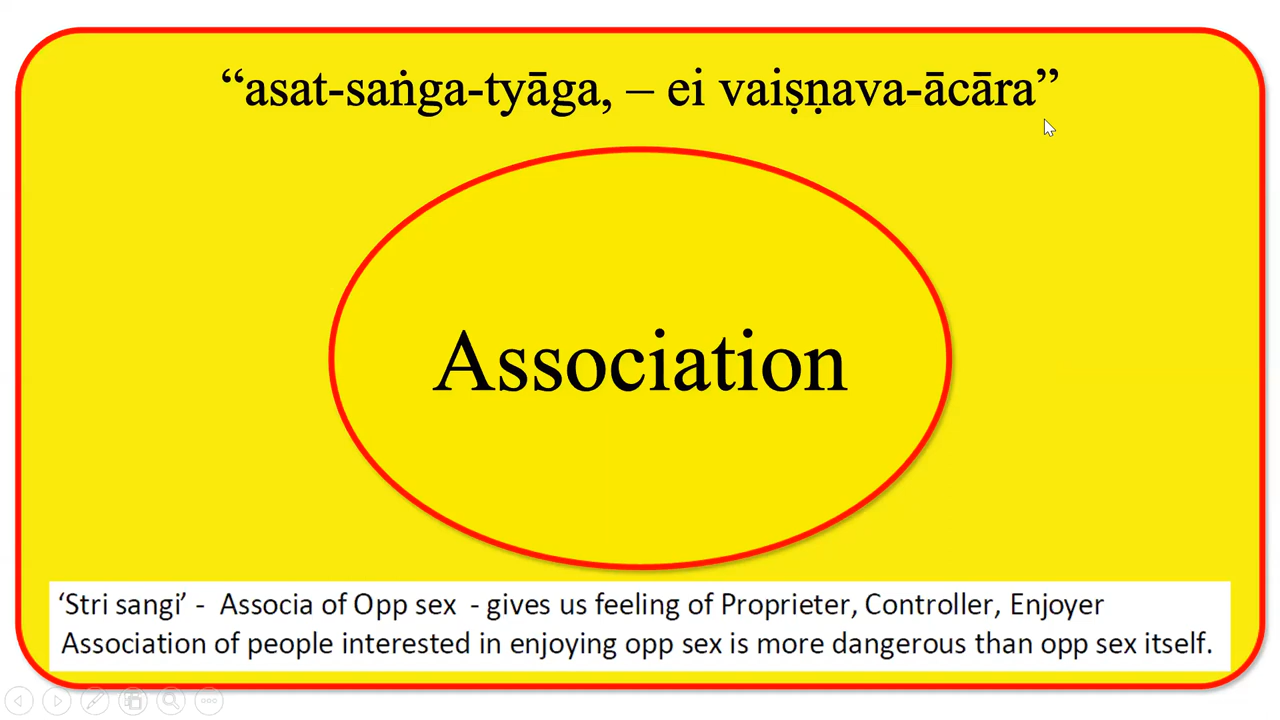 “asat-saṅga-tyāga, – ei vaiṣṇava-ācāra”
Association
‘Stri sangi’ - Associa of Opp sex - gives us feeling of Proprieter, Controller, Enjoyer
Association of people interested in enjoying opp sex is more dangerous than opp sex itself.